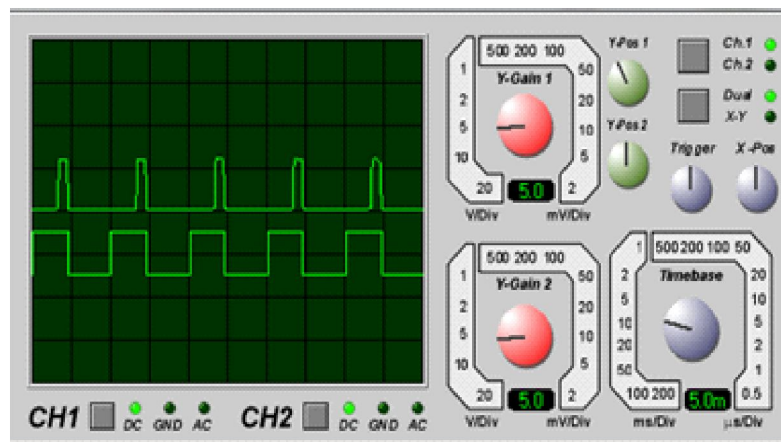 500 200 100
1
50
Y-Gain 1
2
20
5
10
10
5
20
5.0
2
V/Div
mV/Div
Y-Pos 1
Ch.1
Ch.2
Dual
X-Y
Y-Pos 2
Trigger
X-Pos
500 200 100
1
50
Y-Gain 2
2
20
5
10
10
5
20
5.0
2
V/Div
mV/Div
1
500 200 100 50
2
Timebase
20
5
10
10
5
20
2
50
1
100 200
5.0m
0.5
ms/Div
µs/Div
CH1
DC GND AC
CH2
DC GND AC